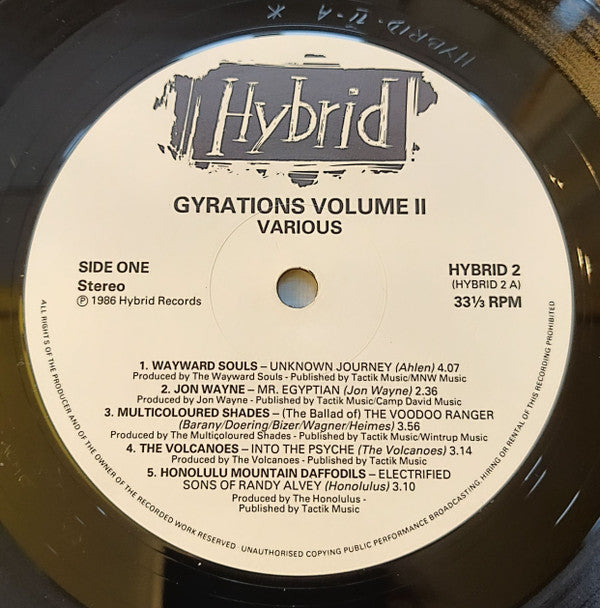 HYBRID·II-A *
Hybrid
GYRATIONS VOLUME II
VARIOUS
SIDE ONE
Stereo
℗ 1986 Hybrid Records
HYBRID 2
(HYBRID 2 A)
33⅓ RPM
1. WAYWARD SOULS – UNKNOWN JOURNEY (Ahlen) 4.07
Produced by The Wayward Souls - Published by Tactik Music/MNW Music
2. JON WAYNE – MR. EGYPTIAN (Jon Wayne) 2.36
Produced by Jon Wayne - Published by Tactik Music/Camp David Music
3. MULTICOLOURED SHADES – (The Ballad of) THE VOODOO RANGER
(Barany/Doering/Bizer/Wagner/Heimes) 3.56
Produced by The Multicoloured Shades - Published by Tactik Music/Wintrup Music
4. THE VOLCANOES – INTO THE PSYCHE (The Volcanoes) 3.14
Produced by The Volcanoes - Published by Tactik Music
5. HONOLULU MOUNTAIN DAFFODILS – ELECTRIFIED
SONS OF RANDY ALVEY (Honolulus) 3.10
Produced by The Honolulus -
Published by Tactik Music
ALL RIGHTS OF THE PRODUCER AND OF THE OWNER OF THE RECORDED WORK RESERVED UNAUTHORISED COPYING PUBLIC PERFORMANCE BROADCASTING, HIRING OR RENTAL OF THIS RECORDING PROHIBITED